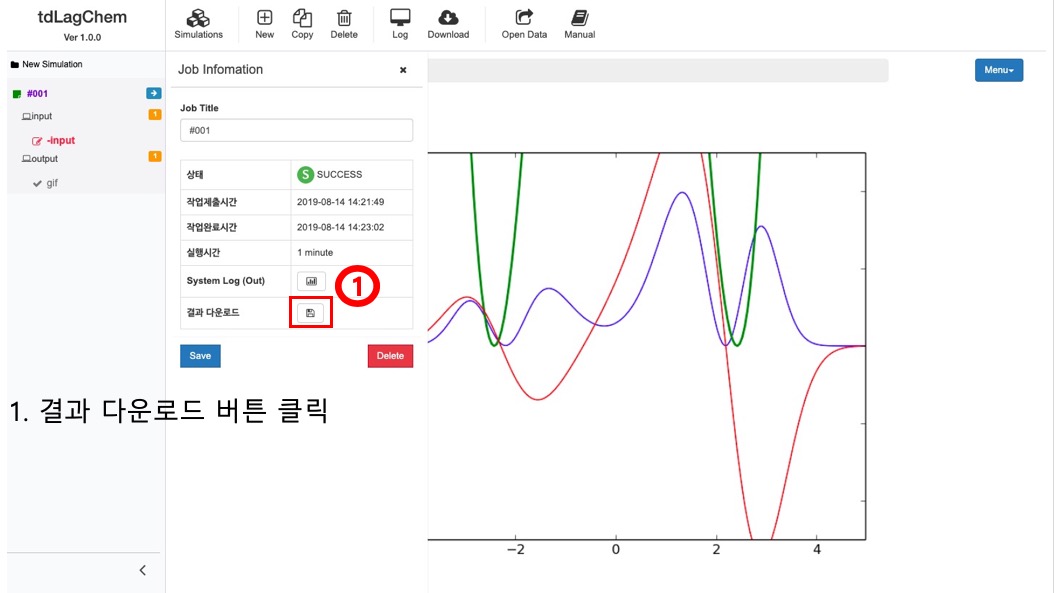 tdLagChem
Ver 1.0.0
Simulations
New
Copy
Delete
Log
Download
Open Data
Manual
New Simulation
#001
input
1
-input
output
1
gif
Job Infomation
×
Job Title
#001
상태
S SUCCESS
작업제출시간
2019-08-14 14:21:49
작업완료시간
2019-08-14 14:23:02
실행시간
1 minute
System Log (Out)
1
결과 다운로드
Save
Delete
1. 결과 다운로드 버튼 클릭
Menu
−2
0
2
4